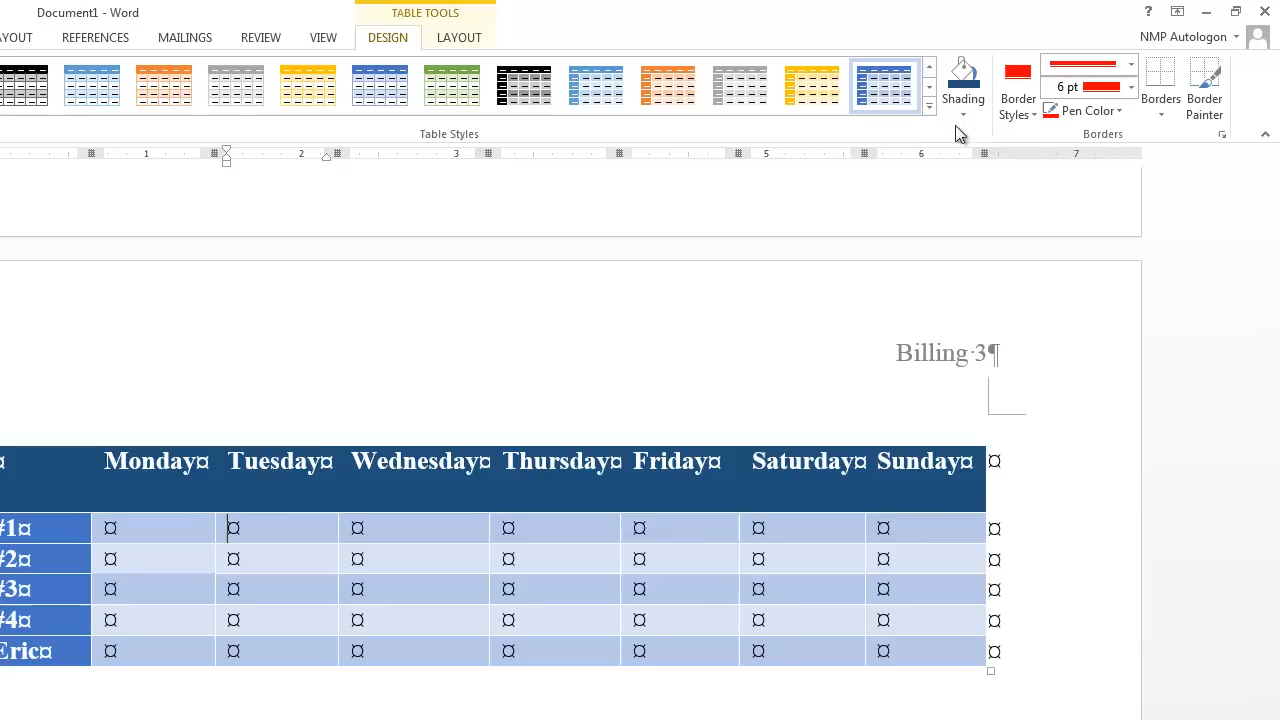 Document1 - Word
TABLE TOOLS
?
YOUT REFERENCES MAILINGS REVIEW VIEW DESIGN LAYOUT
NMP Autologon
Shading
Border Styles
6 pt
Pen Color
Borders
Border Painter
Table Styles
Borders
1 2 3 5 6 7
Billing·3¶
¤ Monday¤ Tuesday¤ Wednesday¤ Thursday¤ Friday¤ Saturday¤ Sunday¤ ¤
#1¤ ¤ ¤ ¤ ¤ ¤ ¤ ¤ ¤
#2¤ ¤ ¤ ¤ ¤ ¤ ¤ ¤ ¤
#3¤ ¤ ¤ ¤ ¤ ¤ ¤ ¤ ¤
#4¤ ¤ ¤ ¤ ¤ ¤ ¤ ¤ ¤
Eric¤ ¤ ¤ ¤ ¤ ¤ ¤ ¤ ¤